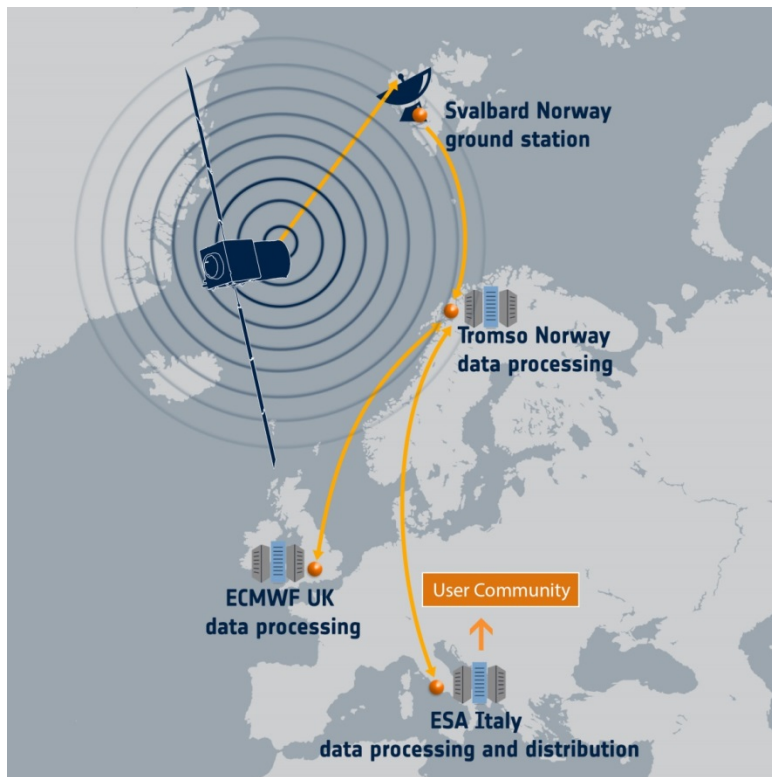 Svalbard Norway
ground station
Tromso Norway
data processing
ECMWF UK
data processing
User Community
ESA Italy
data processing and distribution